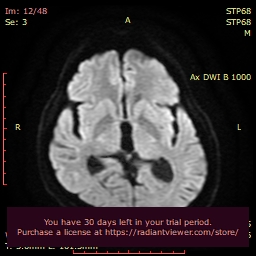 Im: 12/48
Se: 3
A
STP68
STP68
M
Ax DWI B 1000
R
L
You have 30 days left in your trial period.
Purchase a license at https://radiantviewer.com/store/